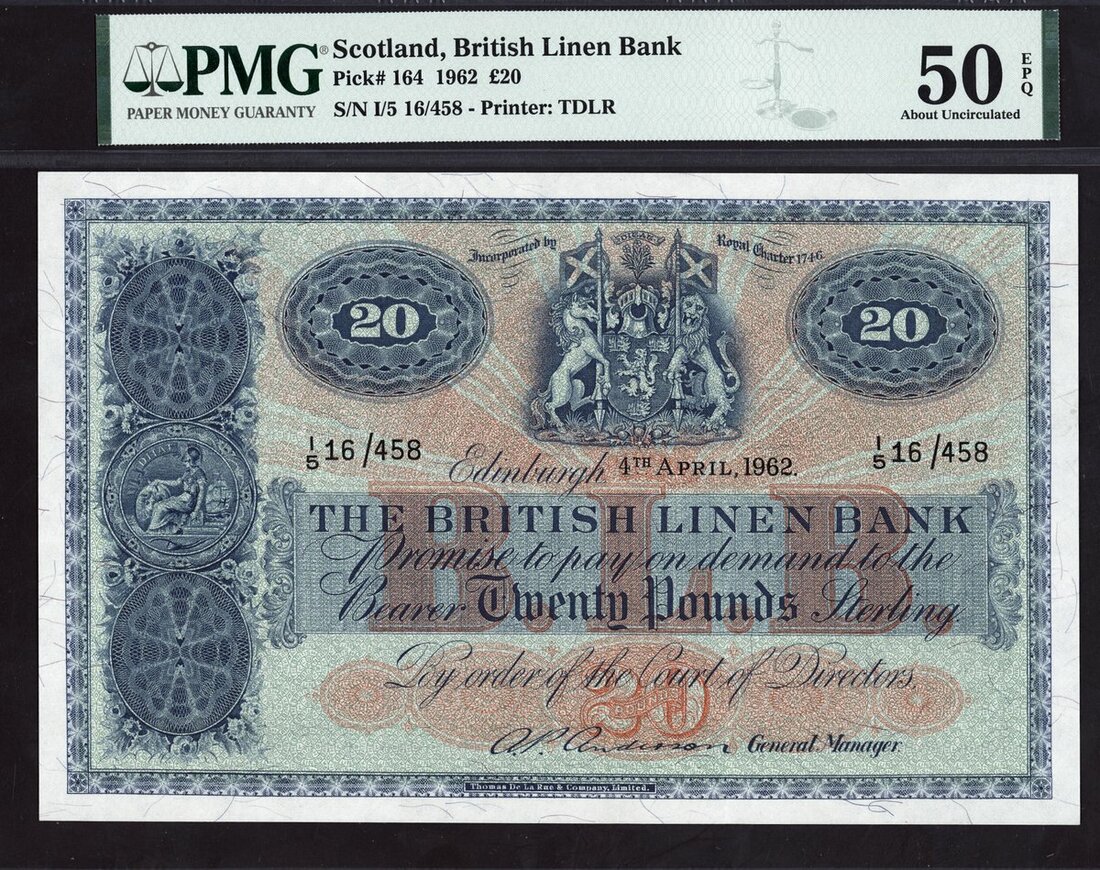 PMG®
PAPER MONEY GUARANTY
Scotland, British Linen Bank
Pick# 164 1962 £20
S/N I/5 16/458 - Printer: TDLR
50 EPQ
About Uncirculated
Incorporated by Royal Charter 1746
20 20
I/5 16/458 I/5 16/458
Edinburgh 4TH APRIL, 1962.
B.L.B.
THE BRITISH LINEN BANK
Promise to pay on demand to the
Bearer Twenty Pounds Sterling
By order of the Court of Directors.
20
A.P. Anderson General Manager
Thomas De La Rue & Company, Limited.